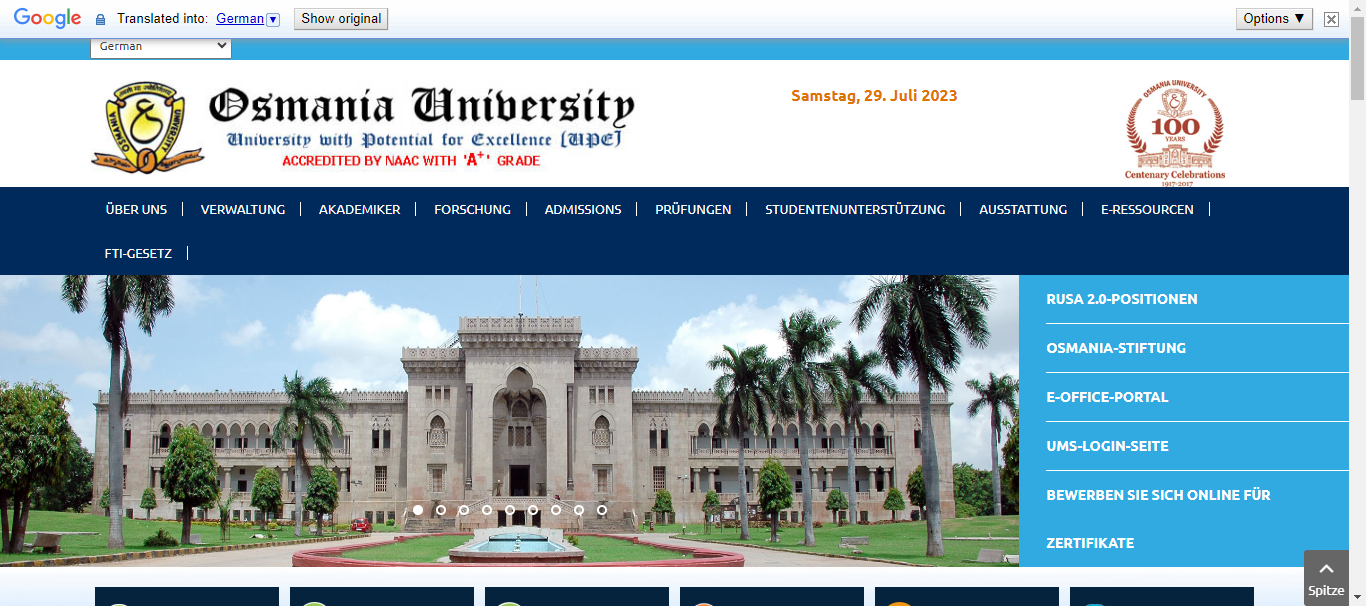 Google Translated into: German Show original Options ▼
German
Osmania University
University with Potential for Excellence [UPE]
ACCREDITED BY NAAC WITH 'A+' GRADE
Samstag, 29. Juli 2023
OSMANIA UNIVERSITY
100
YEARS
Centenary Celebrations
1917-2017
ÜBER UNS VERWALTUNG AKADEMIKER FORSCHUNG ADMISSIONS PRÜFUNGEN STUDENTENUNTERSTÜTZUNG AUSSTATTUNG E-RESSOURCEN
FTI-GESETZ
RUSA 2.0-POSITIONEN
OSMANIA-STIFTUNG
E-OFFICE-PORTAL
UMS-LOGIN-SEITE
BEWERBEN SIE SICH ONLINE FÜR
ZERTIFIKATE
Spitze